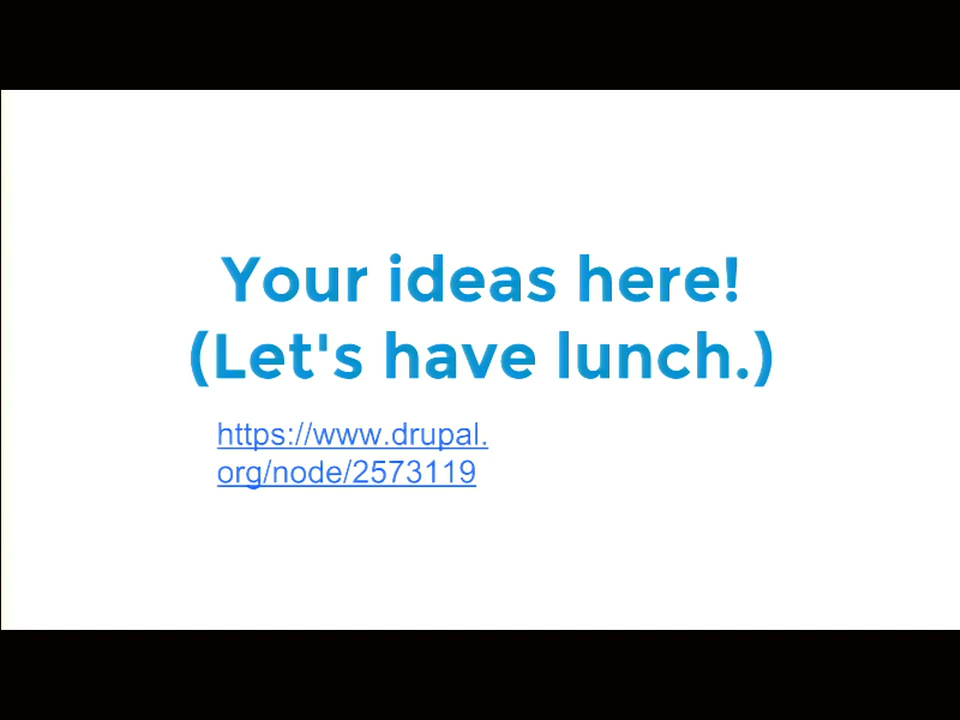 Your ideas here!
(Let's have lunch.)
https://www.drupal.
org/node/2573119